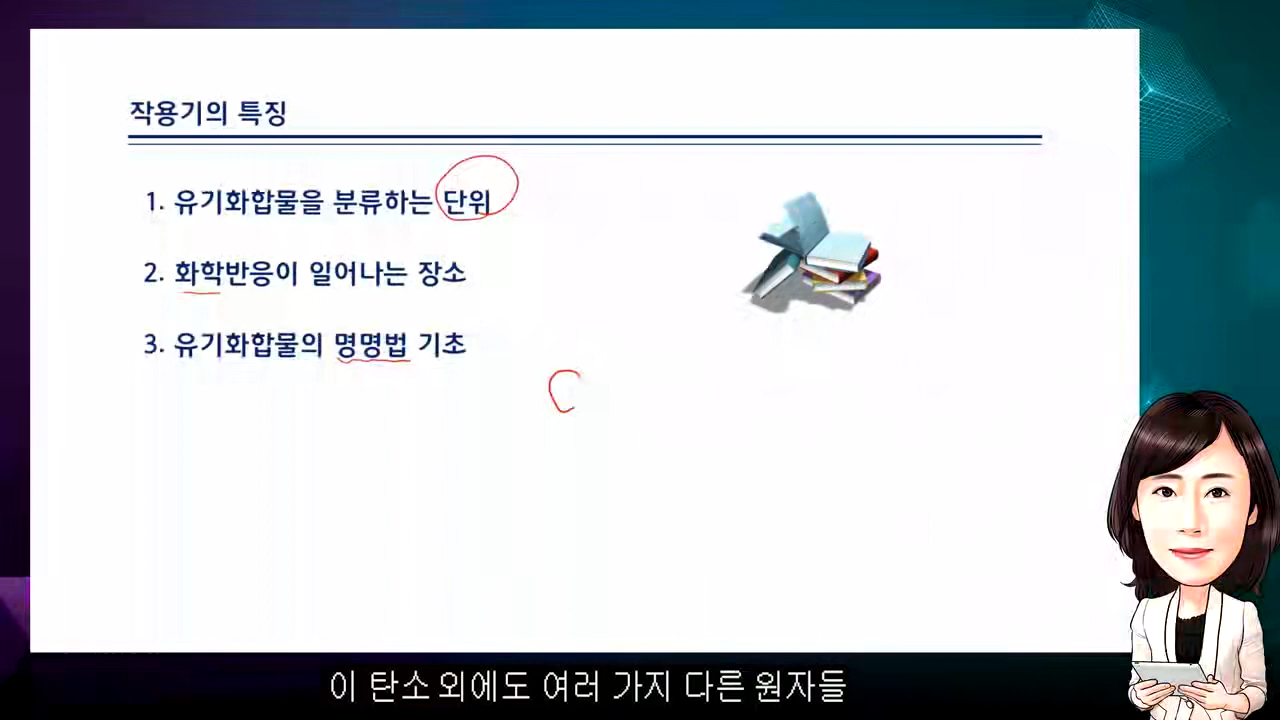 작용기의 특징
1. 유기화합물을 분류하는 단위
2. 화학반응이 일어나는 장소
3. 유기화합물의 명명법 기초
C
이 탄소 외에도 여러 가지 다른 원자들